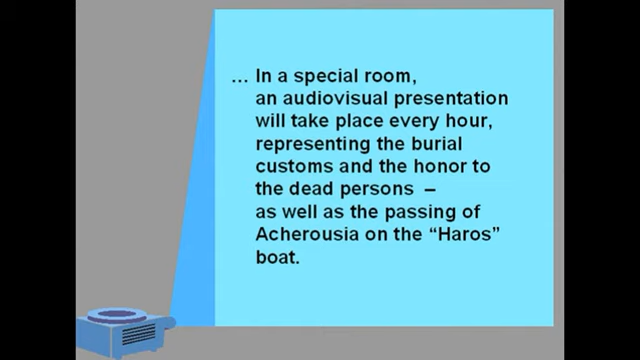 ... In a special room,
an audiovisual presentation
will take place every hour,
representing the burial
customs and the honor to
the dead persons –
as well as the passing of
Acherousia on the “Haros”
boat.